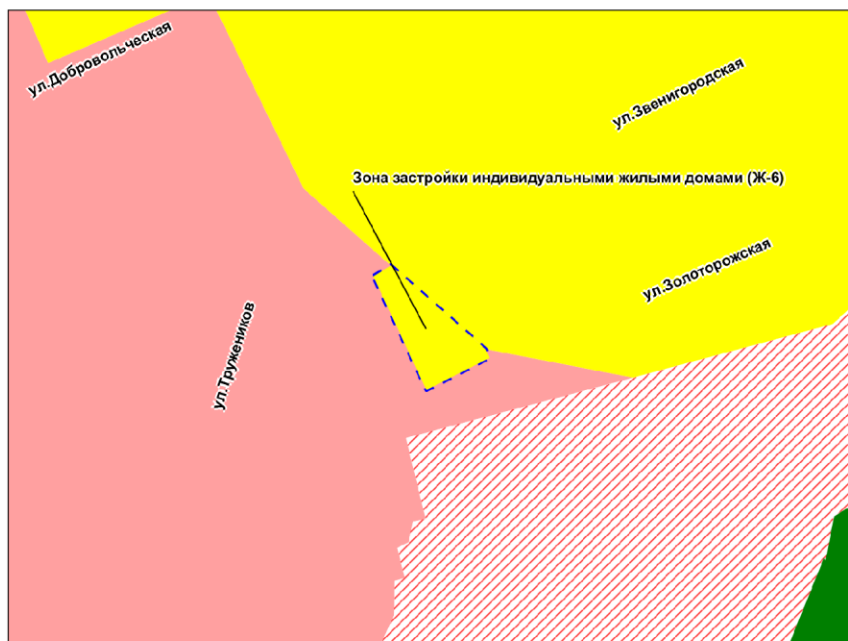 ул.Добровольческая
ул.Звенигородская
Зона застройки индивидуальными жилыми домами (Ж-6)
ул.Золоторожская
ул.Тружеников